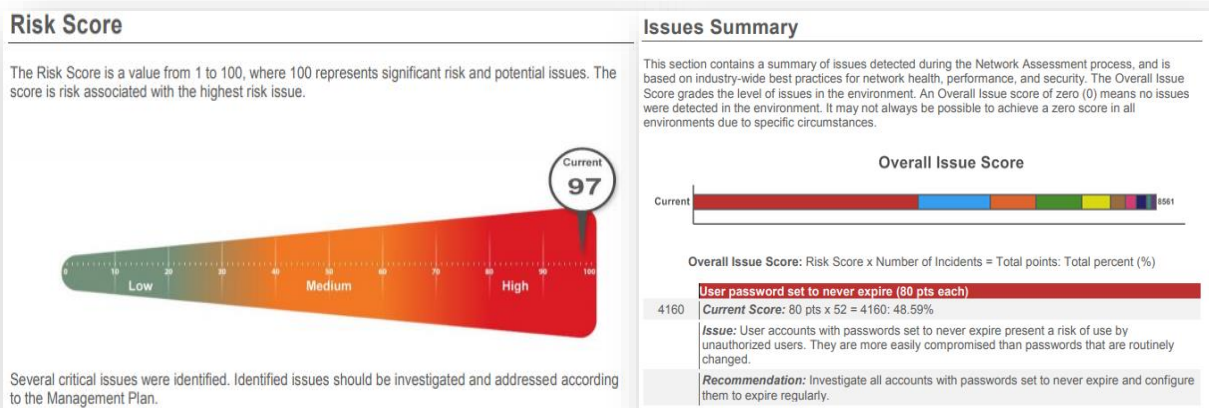 Risk Score
The Risk Score is a value from 1 to 100, where 100 represents significant risk and potential issues. The
score is risk associated with the highest risk issue.
Current
97
0 10 20 30 40 50 60 70 80 90 100
Low Medium High
Several critical issues were identified. Identified issues should be investigated and addressed according
to the Management Plan.
Issues Summary
This section contains a summary of issues detected during the Network Assessment process, and is
based on industry-wide best practices for network health, performance, and security. The Overall Issue
Score grades the level of issues in the environment. An Overall Issue score of zero (0) means no issues
were detected in the environment. It may not always be possible to achieve a zero score in all
environments due to specific circumstances.
Overall Issue Score
Current 8561
Overall Issue Score: Risk Score x Number of Incidents = Total points: Total percent (%)
User password set to never expire (80 pts each)
4160 Current Score: 80 pts x 52 = 4160: 48.59%
Issue: User accounts with passwords set to never expire present a risk of use by
unauthorized users. They are more easily compromised than passwords that are routinely
changed.
Recommendation: Investigate all accounts with passwords set to never expire and configure
them to expire regularly.